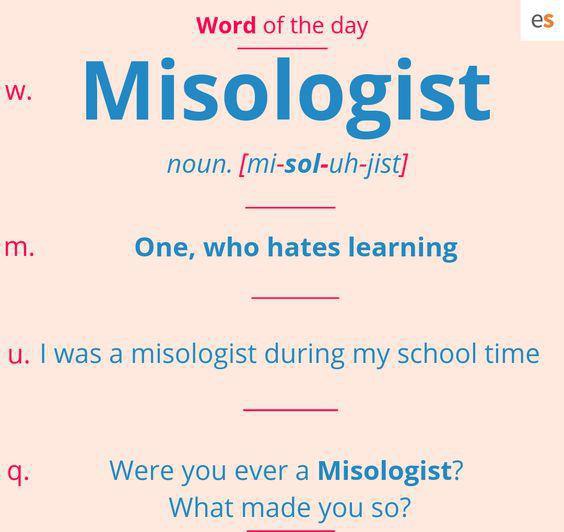 es
Word of the day
w. Misologist
noun. [mi-sol-uh-jist]
m. One, who hates learning
u. I was a misologist during my school time
q. Were you ever a Misologist?
What made you so?